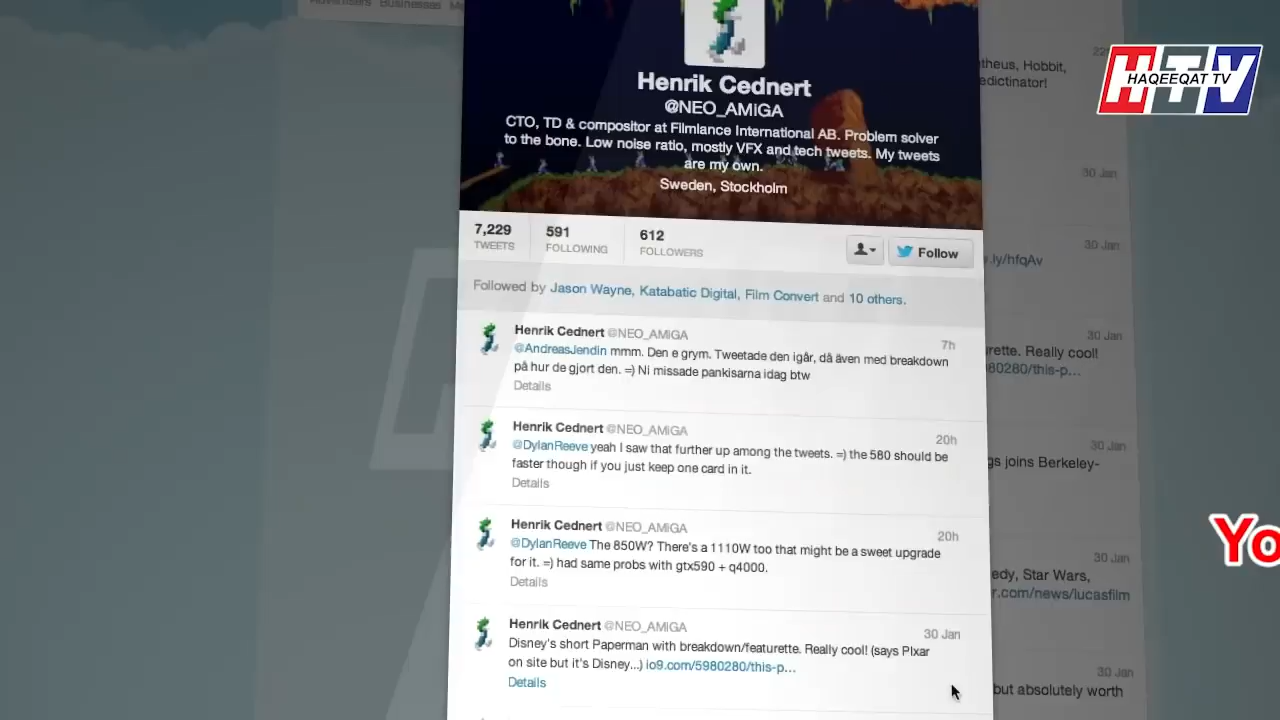 Advertisers Businesses
HTV
HAQEEQAT TV
Henrik Cednert
@NEO_AMiGA
CTO, TD & compositor at Filmlance International AB. Problem solver
to the bone. Low noise ratio, mostly VFX and tech tweets. My tweets
are my own.
Sweden, Stockholm
7,229
TWEETS
591
FOLLOWING
612
FOLLOWERS
Follow
Followed by Jason Wayne, Katabatic Digital, Film Convert and 10 others.
Henrik Cednert @NEO_AMiGA 7h
@AndreasJendin mmm. Den e grym. Tweetade den igår, då även med breakdown
på hur de gjort den. =) Ni missade pankisarna idag btw
Details
Henrik Cednert @NEO_AMiGA 20h
@DylanReeve yeah I saw that further up among the tweets. =) the 580 should be
faster though if you just keep one card in it.
Details
Henrik Cednert @NEO_AMiGA 20h
@DylanReeve The 850W? There's a 1110W too that might be a sweet upgrade
for it. =) had same probs with gtx590 + q4000.
Details
Henrik Cednert @NEO_AMiGA 30 Jan
Disney's short Paperman with breakdown/featurette. Really cool! (says PIxar
on site but it's Disney...) io9.com/5980280/this-p...
Details
theus, Hobbit,
edictinator!
30 Jan
30 Jan
.ly/hfqAv
30 Jan
rette. Really cool!
980280/this-p...
30 Jan
gs joins Berkeley-
30 Jan
edy, Star Wars,
r.com/news/lucasfilm
30 Jan
but absolutely worth
Yo